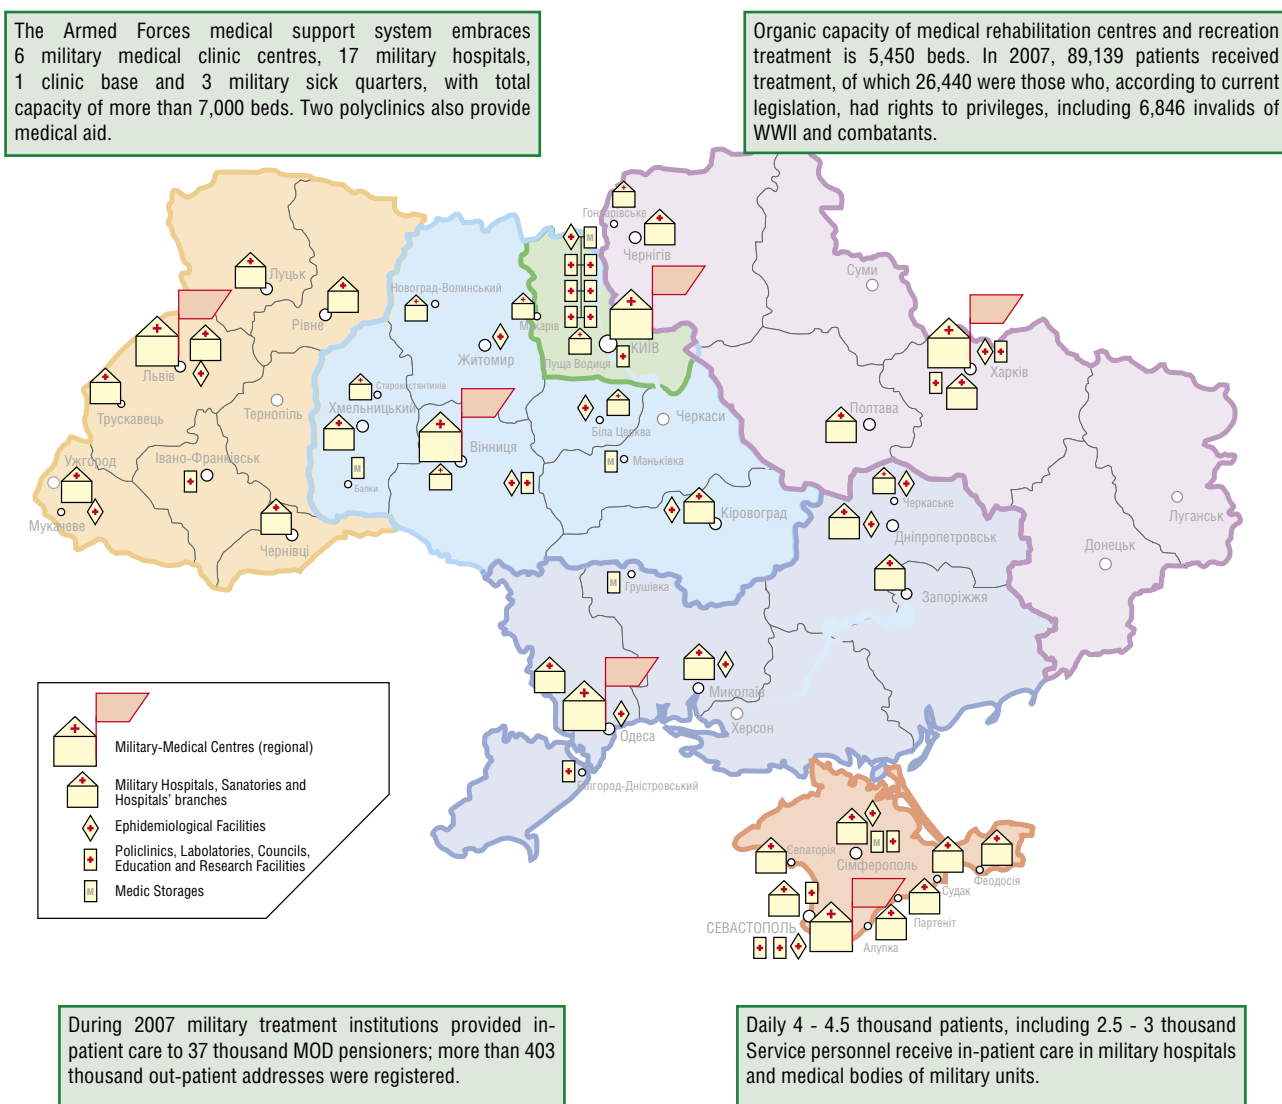 The Armed Forces medical support system embraces
6 military medical clinic centres, 17 military hospitals,
1 clinic base and 3 military sick quarters, with total
capacity of more than 7,000 beds. Two polyclinics also provide
medical aid.
Organic capacity of medical rehabilitation centres and recreation
treatment is 5,450 beds. In 2007, 89,139 patients received
treatment, of which 26,440 were those who, according to current
legislation, had rights to privileges, including 6,846 invalids of
WWII and combatants.
Гончарівське
Чернігів
Суми
Луцьк
Рівне
Новоград-Волинський
Макарів
Житомир
Пуща Водиця
КИЇВ
Харків
Львів
Трускавець
Тернопіль
Старокостянтинів
Хмельницький
Вінниця
Біла Церква
Черкаси
Полтава
Ужгород
Івано-Франківськ
Балки
Маньківка
Мукачеве
Чернівці
Кіровоград
Черкаське
Дніпропетровськ
Луганськ
Донецьк
Грушівка
Запоріжжя
Миколаїв
Херсон
Одеса
Білгород-Дністровський
M
M
M
M
M
Military-Medical Centres (regional)
Military Hospitals, Sanatories and
Hospitals' branches
Ephidemiological Facilities
Policlinics, Labolatories, Councils,
Education and Research Facilities
M
Medic Storages
Євпаторія
Сімферополь
Феодосія
Судак
Партеніт
СЕВАСТОПОЛЬ
Алупка
During 2007 military treatment institutions provided in-
patient care to 37 thousand MOD pensioners; more than 403
thousand out-patient addresses were registered.
Daily 4 - 4.5 thousand patients, including 2.5 - 3 thousand
Service personnel receive in-patient care in military hospitals
and medical bodies of military units.